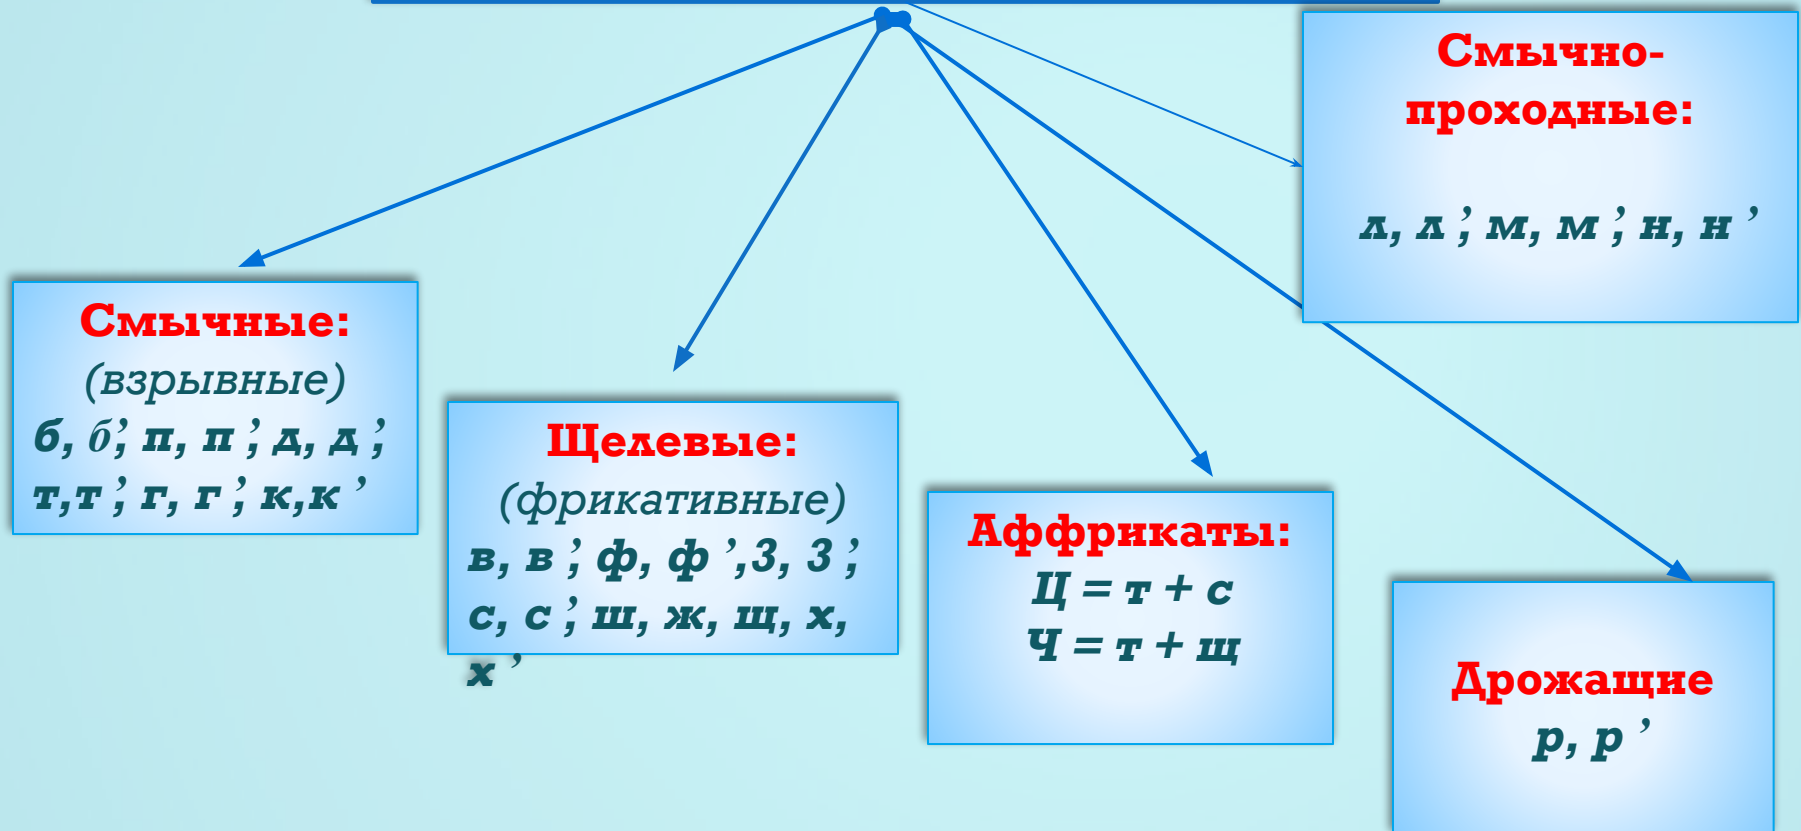 Смычно-
проходные:
л, л ’; м, м ’; н, н ’
Смычные:
(взрывные)
б, б’; п, п ’; д, д ’;
т,т ’; г, г ’; к,к ’
Щелевые:
(фрикативные)
в, в ’; ф, ф ’,З, З ’;
с, с ’; ш, ж, щ, х,
х ’
Аффрикаты:
Ц = т + с
Ч = т + щ
Дрожащие
р, р ’